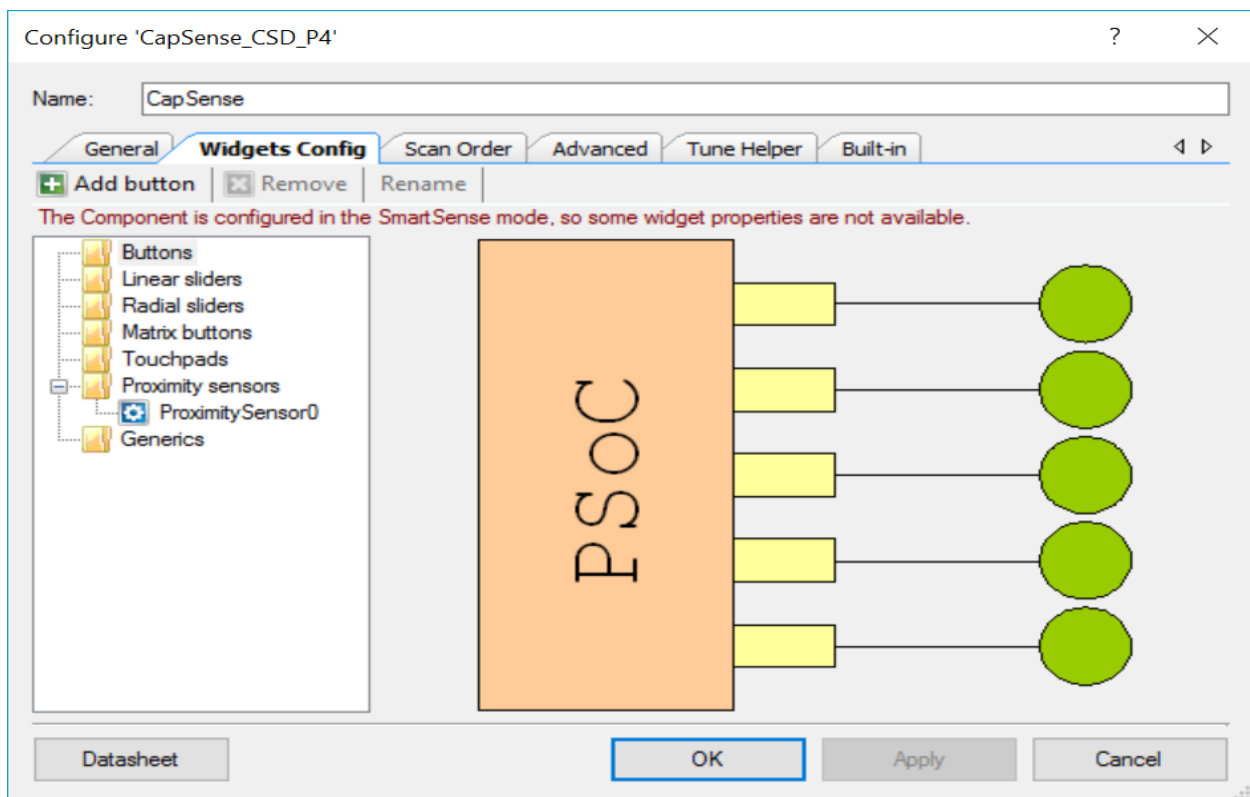 Configure 'CapSense_CSD_P4'
?
Name: CapSense
General Widgets Config Scan Order Advanced Tune Helper Built-in
Add button Remove Rename
The Component is configured in the SmartSense mode, so some widget properties are not available.
Buttons
Linear sliders
Radial sliders
Matrix buttons
Touchpads
Proximity sensors
ProximitySensor0
Generics
PSoC
Datasheet OK Apply Cancel